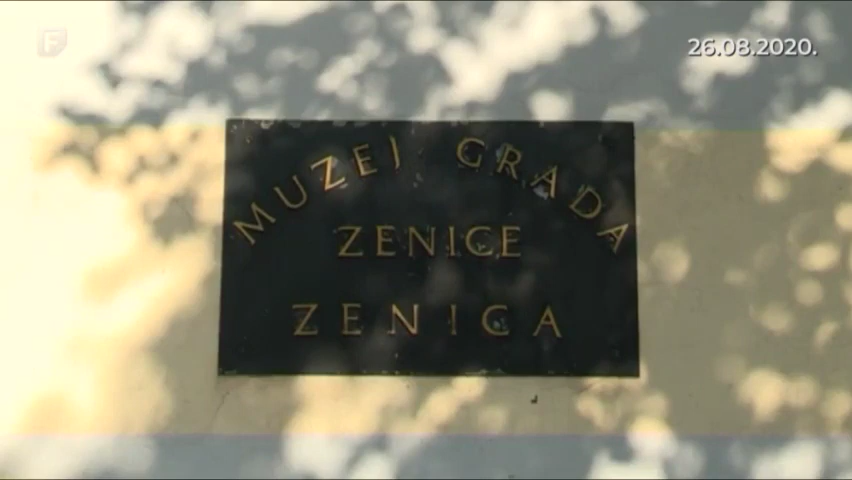 F
26.08.2020.
MUZEJ GRADA
ZENICE
ZENICA